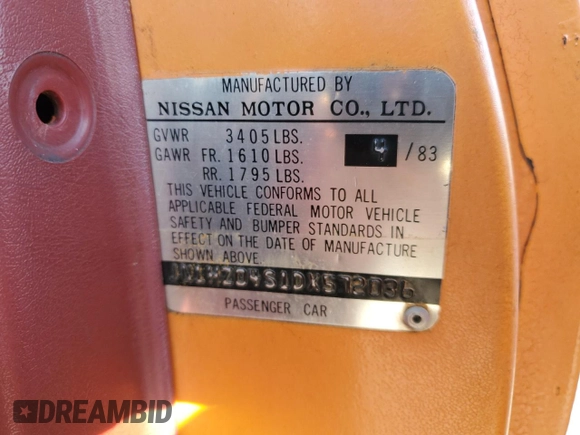 MANUFACTURED BY
NISSAN MOTOR CO., LTD.
GVWR 3405 LBS.
GAWR FR. 1610 LBS. 4 / 83
RR. 1795 LBS.
THIS VEHICLE CONFORMS TO ALL
APPLICABLE FEDERAL MOTOR VEHICLE
SAFETY AND BUMPER STANDARDS IN
EFFECT ON THE DATE OF MANUFACTURE
SHOWN ABOVE.
PASSENGER CAR
DREAMBID